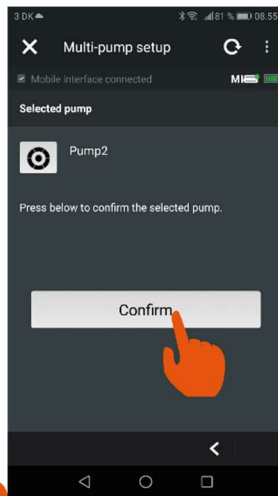 3 DK 81 % 08.55
Multi-pump setup
Mobile interface connected MI
Selected pump
Pump2
Press below to confirm the selected pump.
Confirm